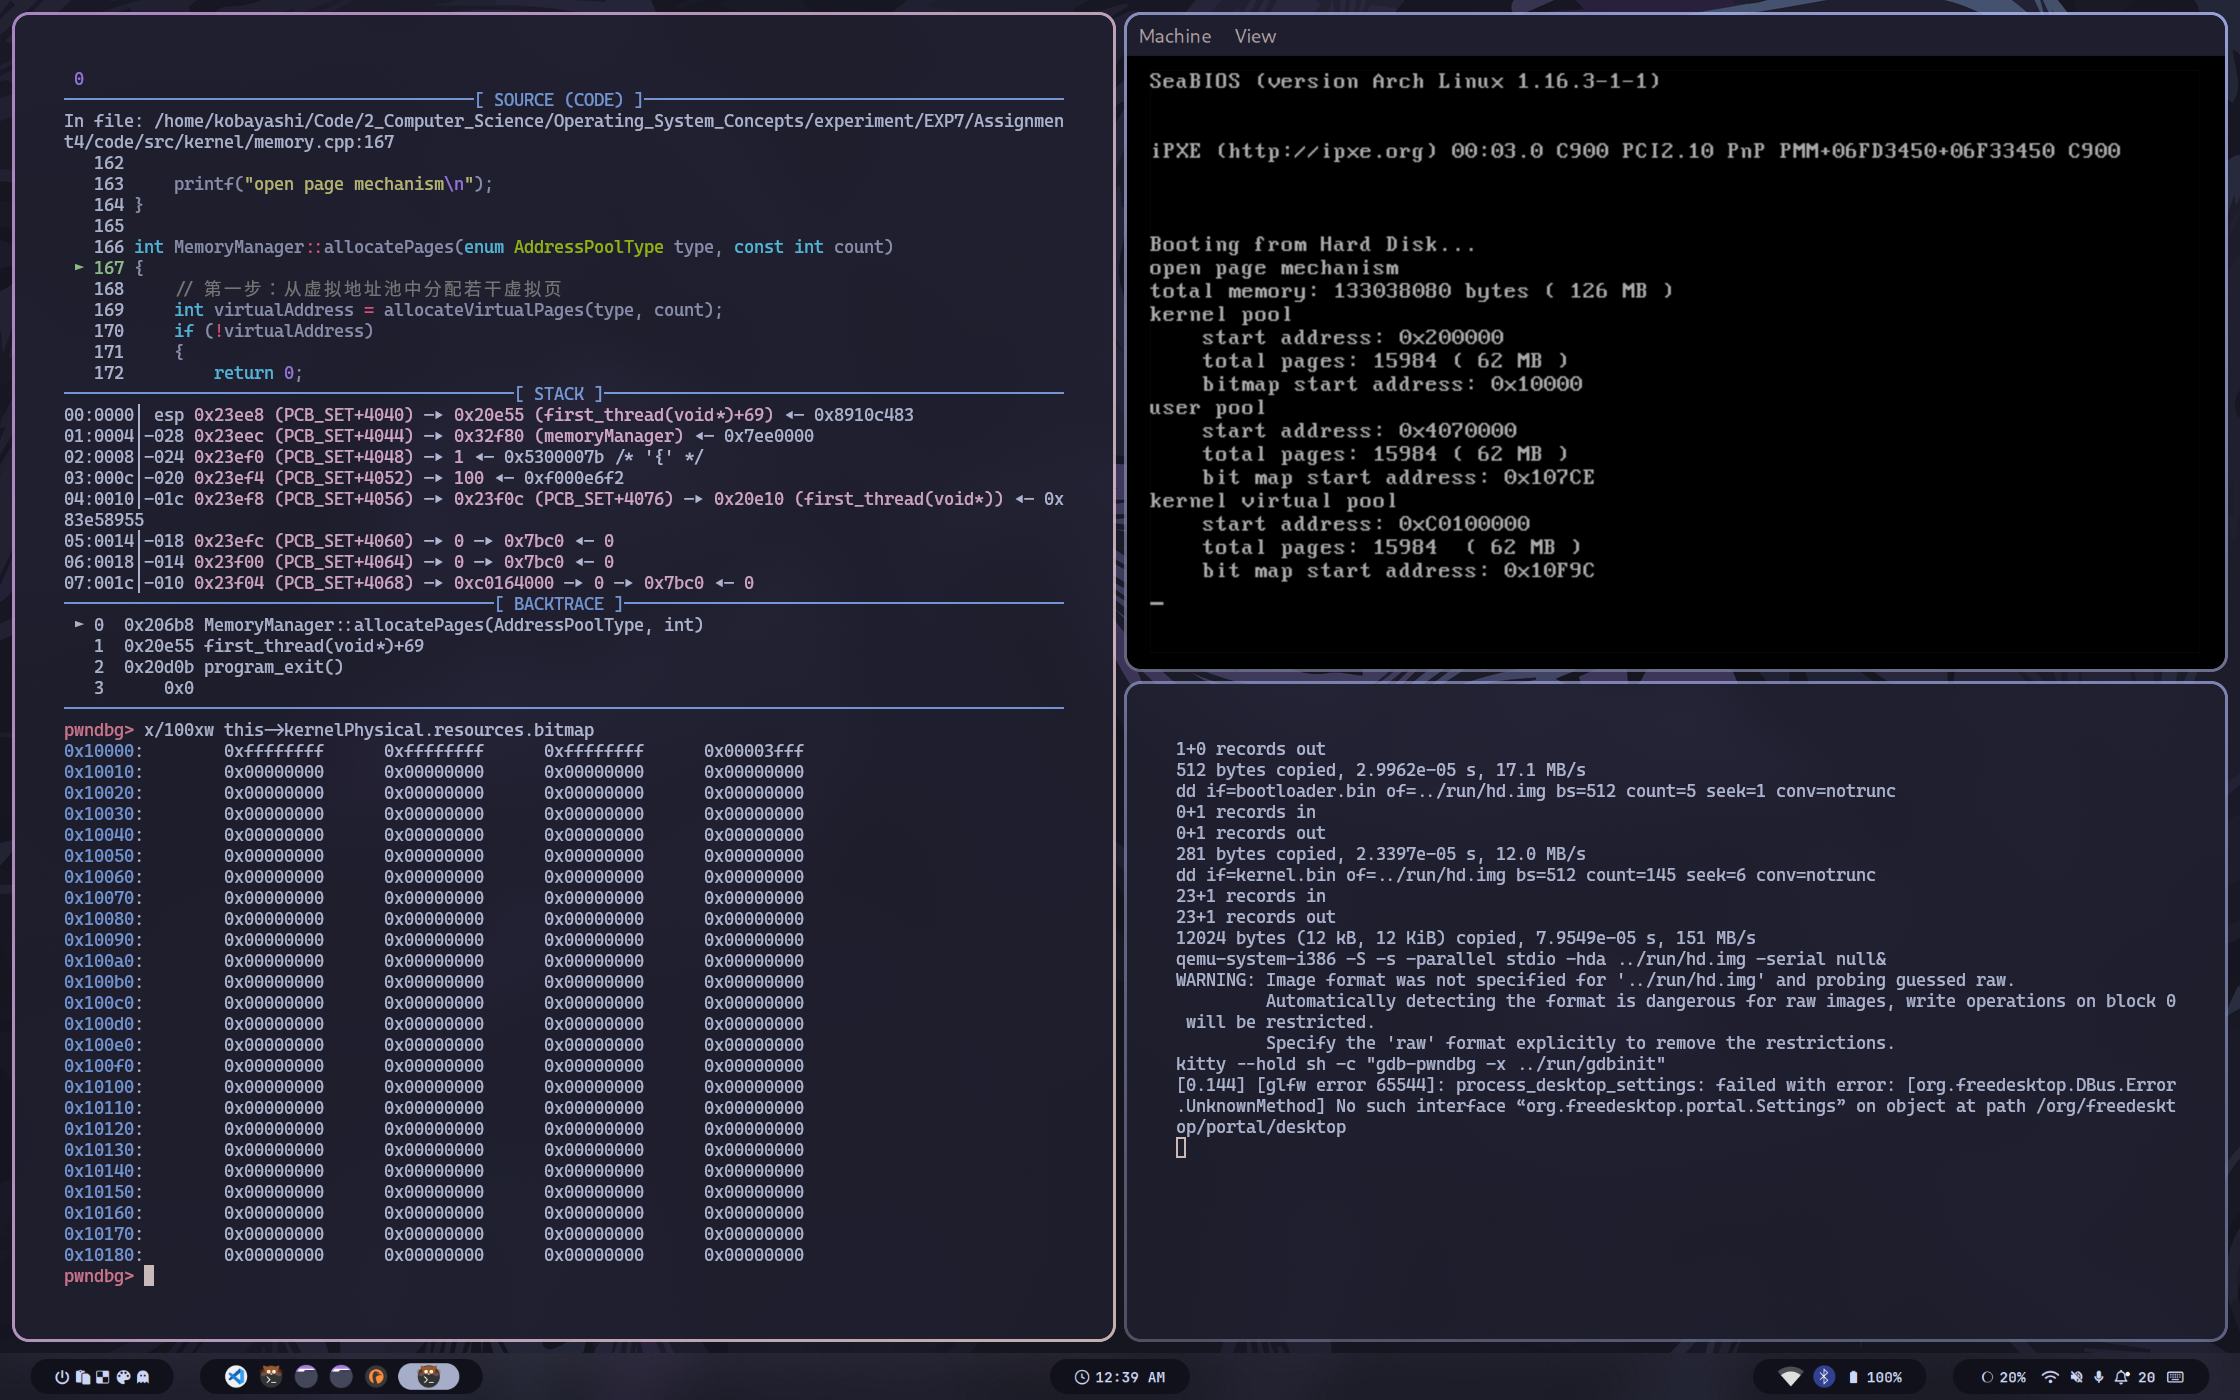 0
[ SOURCE (CODE) ]
In file: /home/kobayashi/Code/2_Computer_Science/Operating_System_Concepts/experiment/EXP7/Assignmen
t4/code/src/kernel/memory.cpp:167
162
163     printf("open page mechanism\n");
164 }
165
166 int MemoryManager::allocatePages(enum AddressPoolType type, const int count)
► 167 {
168     // 第一步：从虚拟地址池中分配若干虚拟页
169     int virtualAddress = allocateVirtualPages(type, count);
170     if (!virtualAddress)
171     {
172         return 0;
[ STACK ]
00:0000│ esp 0x23ee8 (PCB_SET+4040) —▸ 0x20e55 (first_thread(void*)+69) ◂— 0x8910c483
01:0004│-028 0x23eec (PCB_SET+4044) —▸ 0x32f80 (memoryManager) ◂— 0x7ee0000
02:0008│-024 0x23ef0 (PCB_SET+4048) —▸ 1 ◂— 0x5300007b /* '{' */
03:000c│-020 0x23ef4 (PCB_SET+4052) —▸ 100 ◂— 0xf000e6f2
04:0010│-01c 0x23ef8 (PCB_SET+4056) —▸ 0x23f0c (PCB_SET+4076) —▸ 0x20e10 (first_thread(void*)) ◂— 0x
83e58955
05:0014│-018 0x23efc (PCB_SET+4060) —▸ 0 —▸ 0x7bc0 ◂— 0
06:0018│-014 0x23f00 (PCB_SET+4064) —▸ 0 —▸ 0x7bc0 ◂— 0
07:001c│-010 0x23f04 (PCB_SET+4068) —▸ 0xc0164000 —▸ 0 —▸ 0x7bc0 ◂— 0
[ BACKTRACE ]
► 0  0x206b8 MemoryManager::allocatePages(AddressPoolType, int)
1  0x20e55 first_thread(void*)+69
2  0x20d0b program_exit()
3      0x0
pwndbg> x/100xw this->kernelPhysical.resources.bitmap
0x10000:        0xffffffff      0xffffffff      0xffffffff      0x00003fff
0x10010:        0x00000000      0x00000000      0x00000000      0x00000000
0x10020:        0x00000000      0x00000000      0x00000000      0x00000000
0x10030:        0x00000000      0x00000000      0x00000000      0x00000000
0x10040:        0x00000000      0x00000000      0x00000000      0x00000000
0x10050:        0x00000000      0x00000000      0x00000000      0x00000000
0x10060:        0x00000000      0x00000000      0x00000000      0x00000000
0x10070:        0x00000000      0x00000000      0x00000000      0x00000000
0x10080:        0x00000000      0x00000000      0x00000000      0x00000000
0x10090:        0x00000000      0x00000000      0x00000000      0x00000000
0x100a0:        0x00000000      0x00000000      0x00000000      0x00000000
0x100b0:        0x00000000      0x00000000      0x00000000      0x00000000
0x100c0:        0x00000000      0x00000000      0x00000000      0x00000000
0x100d0:        0x00000000      0x00000000      0x00000000      0x00000000
0x100e0:        0x00000000      0x00000000      0x00000000      0x00000000
0x100f0:        0x00000000      0x00000000      0x00000000      0x00000000
0x10100:        0x00000000      0x00000000      0x00000000      0x00000000
0x10110:        0x00000000      0x00000000      0x00000000      0x00000000
0x10120:        0x00000000      0x00000000      0x00000000      0x00000000
0x10130:        0x00000000      0x00000000      0x00000000      0x00000000
0x10140:        0x00000000      0x00000000      0x00000000      0x00000000
0x10150:        0x00000000      0x00000000      0x00000000      0x00000000
0x10160:        0x00000000      0x00000000      0x00000000      0x00000000
0x10170:        0x00000000      0x00000000      0x00000000      0x00000000
0x10180:        0x00000000      0x00000000      0x00000000      0x00000000
pwndbg>
Machine View
SeaBIOS (version Arch Linux 1.16.3-1-1)
iPXE (http://ipxe.org) 00:03.0 C900 PCI2.10 PnP PMM+06FD3450+06F33450 C900
Booting from Hard Disk...
open page mechanism
total memory: 133038080 bytes ( 126 MB )
kernel pool
    start address: 0x200000
    total pages: 15984 ( 62 MB )
    bitmap start address: 0x10000
user pool
    start address: 0x4070000
    total pages: 15984 ( 62 MB )
    bit map start address: 0x107CE
kernel virtual pool
    start address: 0xC0100000
    total pages: 15984  ( 62 MB )
    bit map start address: 0x10F9C
1+0 records out
512 bytes copied, 2.9962e-05 s, 17.1 MB/s
dd if=bootloader.bin of=../run/hd.img bs=512 count=5 seek=1 conv=notrunc
0+1 records in
0+1 records out
281 bytes copied, 2.3397e-05 s, 12.0 MB/s
dd if=kernel.bin of=../run/hd.img bs=512 count=145 seek=6 conv=notrunc
23+1 records in
23+1 records out
12024 bytes (12 kB, 12 KiB) copied, 7.9549e-05 s, 151 MB/s
qemu-system-i386 -S -s -parallel stdio -hda ../run/hd.img -serial null&
WARNING: Image format was not specified for '../run/hd.img' and probing guessed raw.
         Automatically detecting the format is dangerous for raw images, write operations on block 0
 will be restricted.
         Specify the 'raw' format explicitly to remove the restrictions.
kitty --hold sh -c "gdb-pwndbg -x ../run/gdbinit"
[0.144] [glfw error 65544]: process_desktop_settings: failed with error: [org.freedesktop.DBus.Error
.UnknownMethod] No such interface “org.freedesktop.portal.Settings” on object at path /org/freedeskt
op/portal/desktop
12:39 AM
100%
20%
20